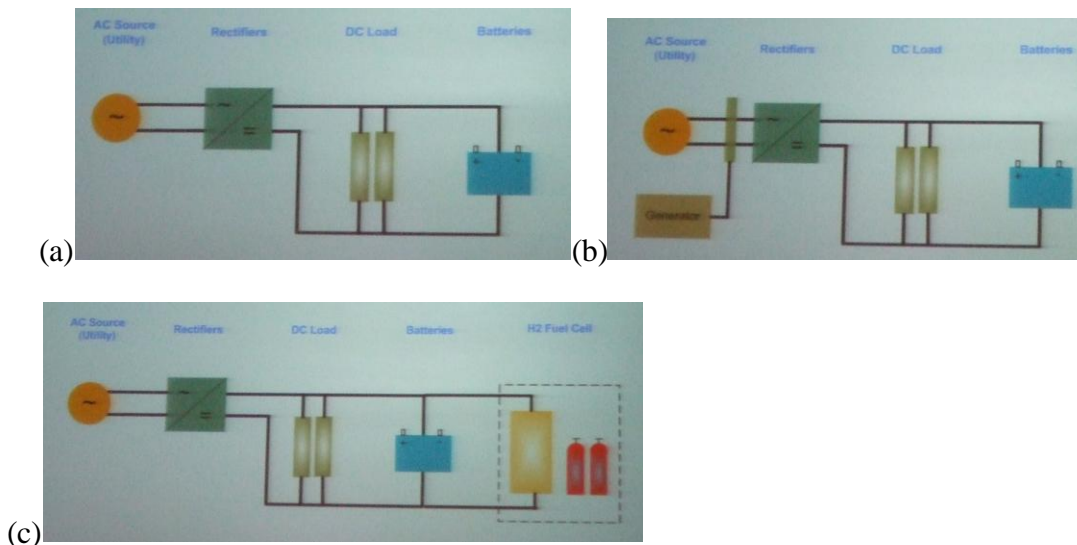 AC Source
(Utility)
Rectifiers
DC Load
Batteries
~
~
=
+ -
(a)
AC Source
(Utility)
Rectifiers
DC Load
Batteries
~
~
=
+ -
Generator
(b)
AC Source
(Utility)
Rectifiers
DC Load
Batteries
H2 Fuel Cell
~
~
=
+ -
(c)